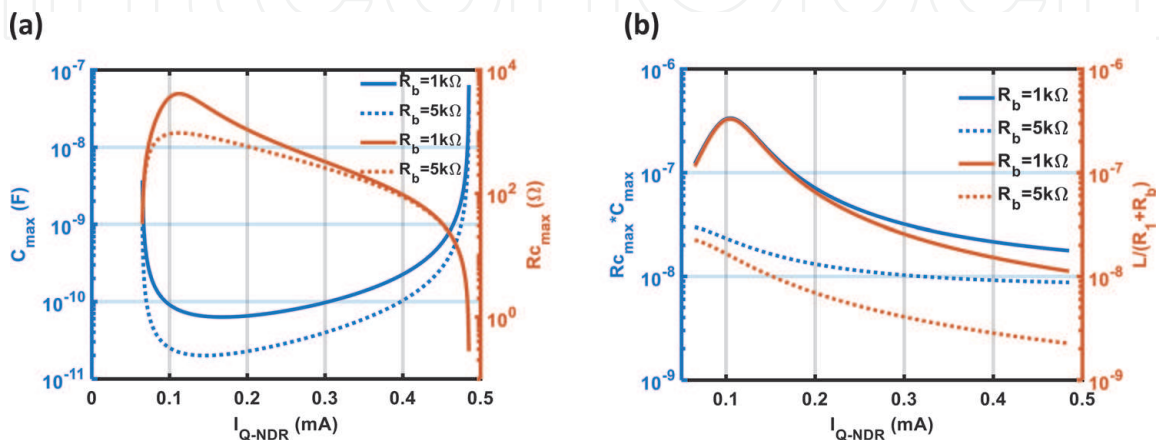 (a)
(b)
10^-7
10^-8
10^-9
10^-10
10^-11
C_max (F)
R_b=1kΩ
R_b=5kΩ
R_b=1kΩ
R_b=5kΩ
10^4
10^2
10^0
Rc_max (Ω)
0 0.1 0.2 0.3 0.4 0.5
I_Q-NDR (mA)
10^-6
10^-7
10^-8
10^-9
Rc_max*C_max
R_b=1kΩ
R_b=5kΩ
R_b=1kΩ
R_b=5kΩ
10^-6
10^-7
10^-8
10^-9
L/(R_1+R_b)
0.1 0.2 0.3 0.4 0.5
I_Q-NDR (mA)